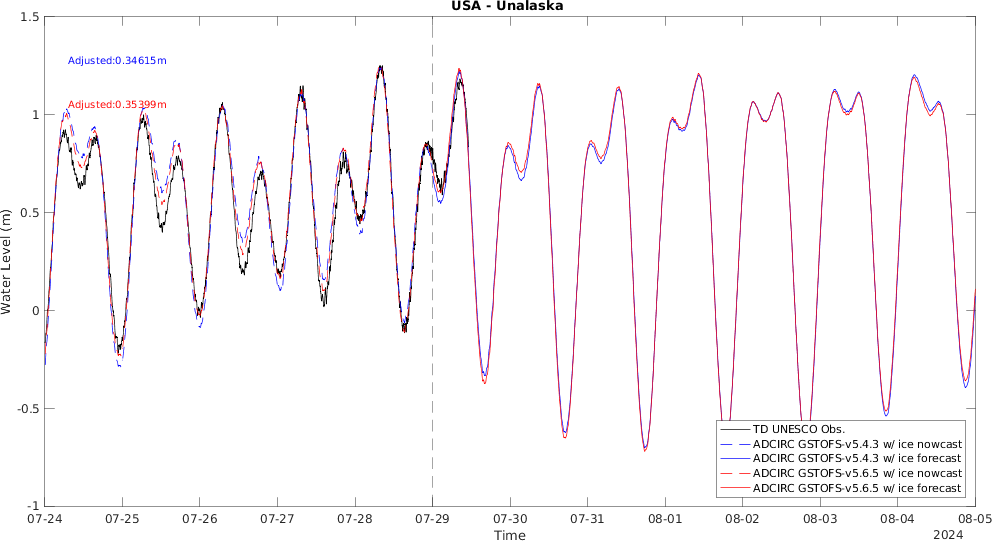 USA - Unalaska
1.5
Adjusted:0.34615m
Adjusted:0.35399m
1
0.5
0
-0.5
-1
Water Level (m)
TD UNESCO Obs.
ADCIRC GSTOFS-v5.4.3 w/ ice nowcast
ADCIRC GSTOFS-v5.4.3 w/ ice forecast
ADCIRC GSTOFS-v5.6.5 w/ ice nowcast
ADCIRC GSTOFS-v5.6.5 w/ ice forecast
07-24 07-25 07-26 07-27 07-28 07-29 07-30 07-31 08-01 08-02 08-03 08-04 08-05
Time
2024